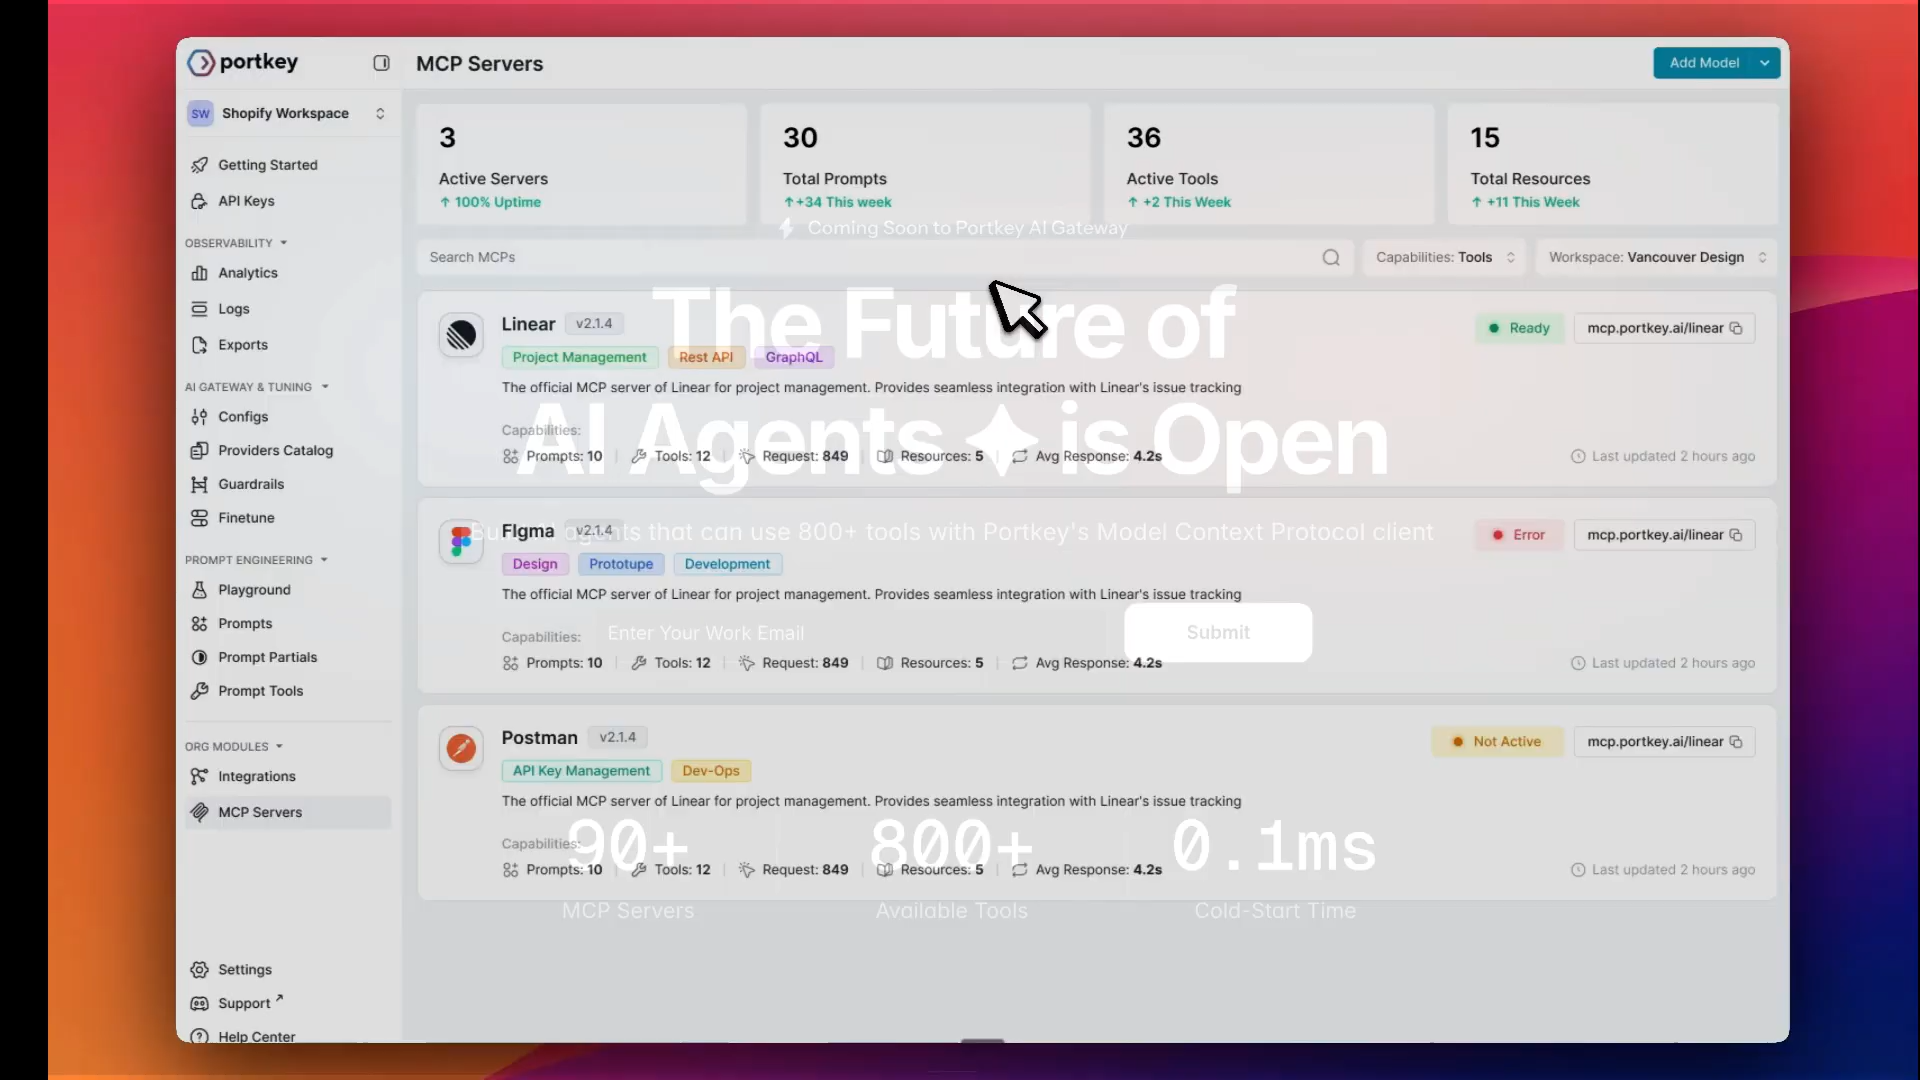 portkey
MCP Servers
Add Model
SW Shopify Workspace
Getting Started
API Keys
OBSERVABILITY
Analytics
Logs
Exports
AI GATEWAY & TUNING
Configs
Providers Catalog
Guardrails
Finetune
PROMPT ENGINEERING
Playground
Prompts
Prompt Partials
Prompt Tools
ORG MODULES
Integrations
MCP Servers
Settings
Support
Help Center
3
Active Servers
↑ 100% Uptime
30
Total Prompts
↑+34 This week
36
Active Tools
↑ +2 This Week
15
Total Resources
↑ +11 This Week
Search MCPs
Capabilities: Tools
Workspace: Vancouver Design
Linear v2.1.4
Ready
mcp.portkey.ai/linear
Project Management Rest API GraphQL
The official MCP server of Linear for project management. Provides seamless integration with Linear's issue tracking
Capabilities:
Prompts: 10 | Tools: 12 | Request: 849 | Resources: 5 | Avg Response: 4.2s
Last updated 2 hours ago
FIgma v2.1.4
Error
mcp.portkey.ai/linear
Design Prototupe Development
The official MCP server of Linear for project management. Provides seamless integration with Linear's issue tracking
Capabilities:
Prompts: 10 | Tools: 12 | Request: 849 | Resources: 5 | Avg Response: 4.2s
Last updated 2 hours ago
Postman v2.1.4
Not Active
mcp.portkey.ai/linear
API Key Management Dev-Ops
The official MCP server of Linear for project management. Provides seamless integration with Linear's issue tracking
Capabilities:
Prompts: 10 | Tools: 12 | Request: 849 | Resources: 5 | Avg Response: 4.2s
Last updated 2 hours ago
Coming Soon to Portkey AI Gateway
The Future of
AI Agents is Open
agents that can use 800+ tools with Portkey's Model Context Protocol client
Enter Your Work Email
Submit
90+
MCP Servers
800+
Available Tools
0.1ms
Cold-Start Time